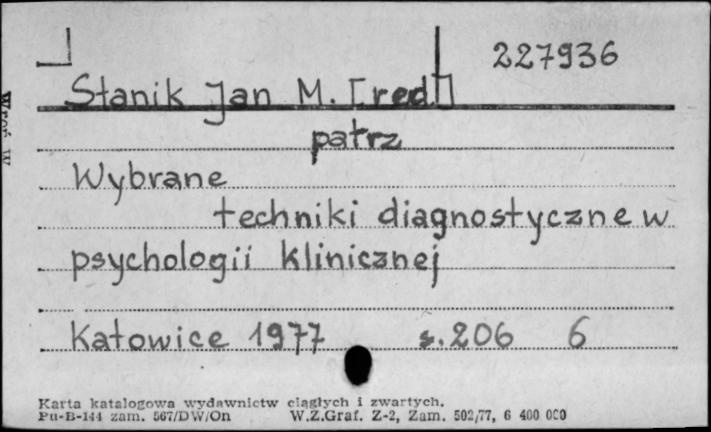 227936
Stanik Jan M. [red.]
patrz
Wybrane
techniki diagnostyczne w
psychologii klinicznej
Katowice 1977 s. 206 6
Karta katalogowa wydawnictw ciągłych i zwartych.
Pu-B-144 zam. 567/DW/On W.Z.Graf. Z-2, Zam. 502/77, 6 400 000